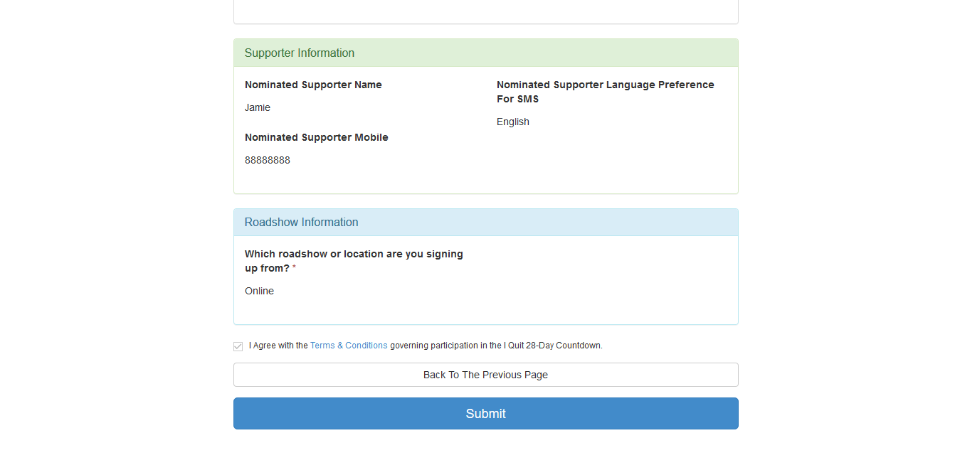 Supporter Information
Nominated Supporter Name
Jamie
Nominated Supporter Mobile
88888888
Nominated Supporter Language Preference
For SMS
English
Roadshow Information
Which roadshow or location are you signing
up from? *
Online
I Agree with the Terms & Conditions governing participation in the I Quit 28-Day Countdown.
Back To The Previous Page
Submit